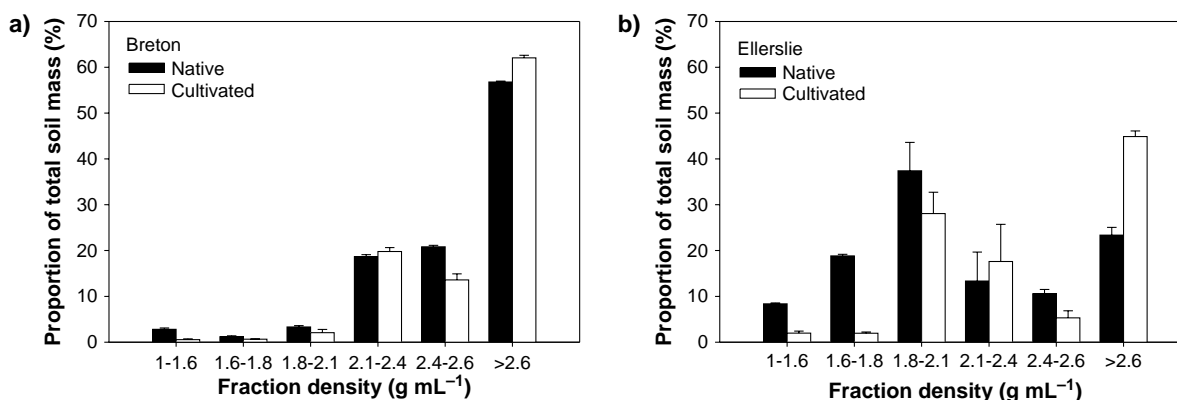 a)
Proportion of total soil mass (%)
70
60
50
40
30
20
10
0
Breton
Native
Cultivated
1-1.6
1.6-1.8
1.8-2.1
2.1-2.4
2.4-2.6
>2.6
Fraction density (g mL⁻¹)
b)
Proportion of total soil mass (%)
70
60
50
40
30
20
10
0
Ellerslie
Native
Cultivated
1-1.6
1.6-1.8
1.8-2.1
2.1-2.4
2.4-2.6
>2.6
Fraction density (g mL⁻¹)